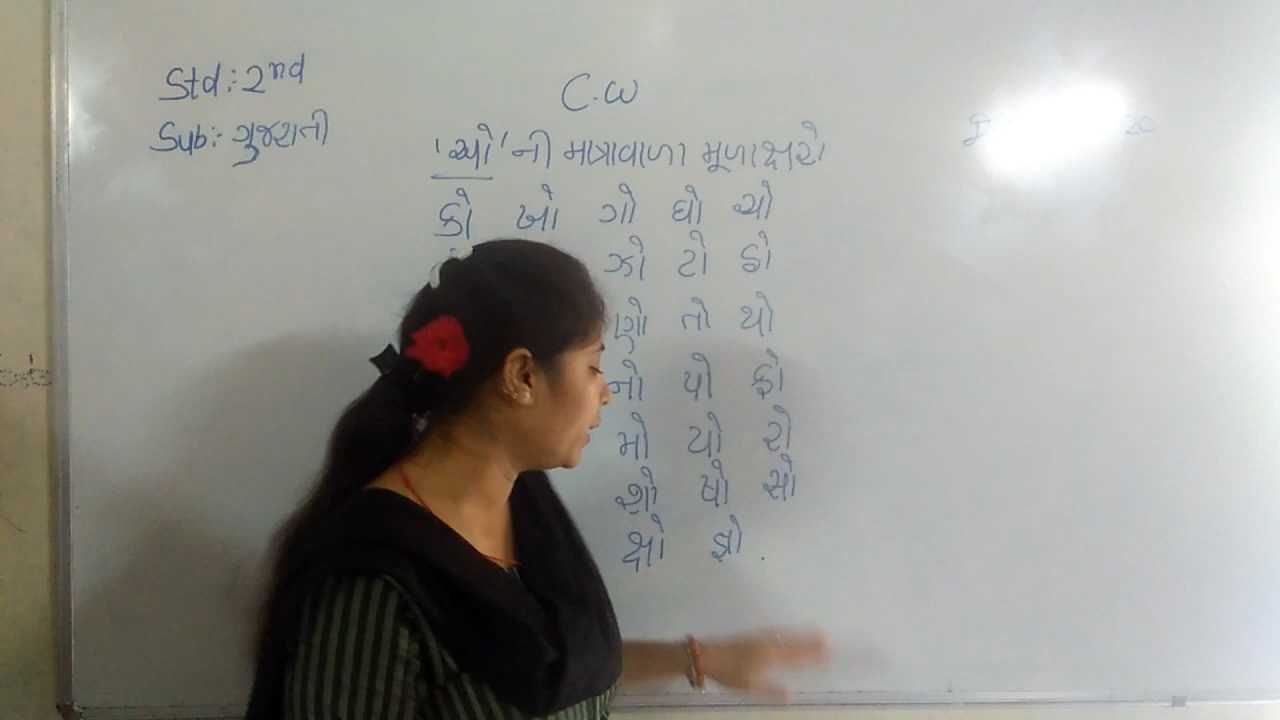 Std:- 2nd
C.W
Sub:- ગુજરાતી
'ઓ' ની માત્રાવાળા મૂળાક્ષરો
કો ખો ગો ઘો ચો
ઝો ટો ઠો
ણો તો થો
નો પો ફો
મો યો રો
શો ષો સો
ક્ષો જ્ઞો.